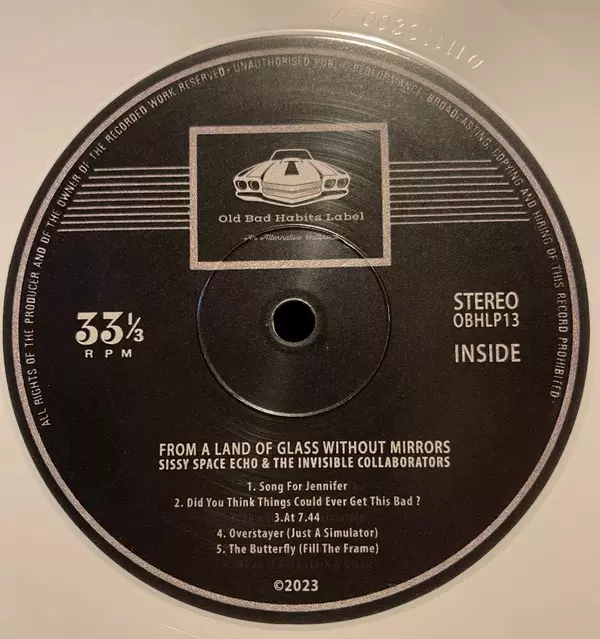 ALL RIGHTS OF THE PRODUCER AND OF THE OWNER OF THE RECORDED WORK RESERVED · UNAUTHORISED PUBLIC PERFORMANCE, BROADCASTING, COPYING AND HIRING OF THIS RECORD PROHIBITED
Old Bad Habits Label
An Alternative
33⅓
RPM
STEREO
OBHLP13
INSIDE
FROM A LAND OF GLASS WITHOUT MIRRORS
SISSY SPACE ECHO & THE INVISIBLE COLLABORATORS
1. Song For Jennifer
2. Did You Think Things Could Ever Get This Bad ?
3.At 7.44
4. Overstayer (Just A Simulator)
5. The Butterfly (Fill The Frame)
©2023